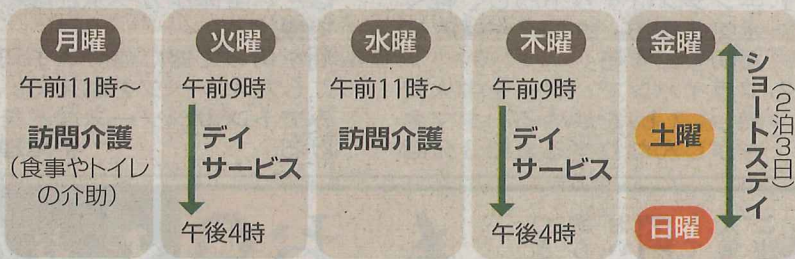 月曜
午前11時～
訪問介護
(食事やトイレ
の介助)
火曜
午前9時
デイ
サービス
午後4時
水曜
午前11時～
訪問介護
木曜
午前9時
デイ
サービス
午後4時
金曜
土曜
日曜
ショートステイ
(2泊3日)